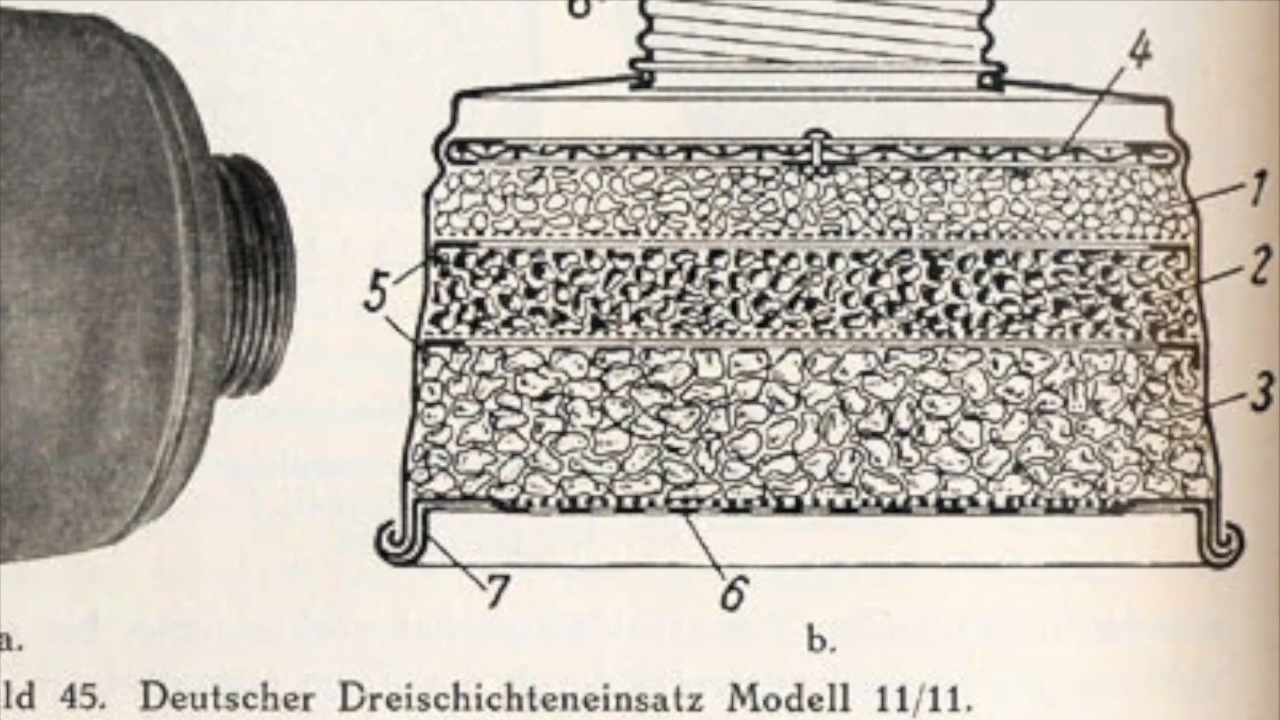 4
1
2
5
3
7
6
a.
b.
ld 45. Deutscher Dreischichteneinsatz Modell 11/11.